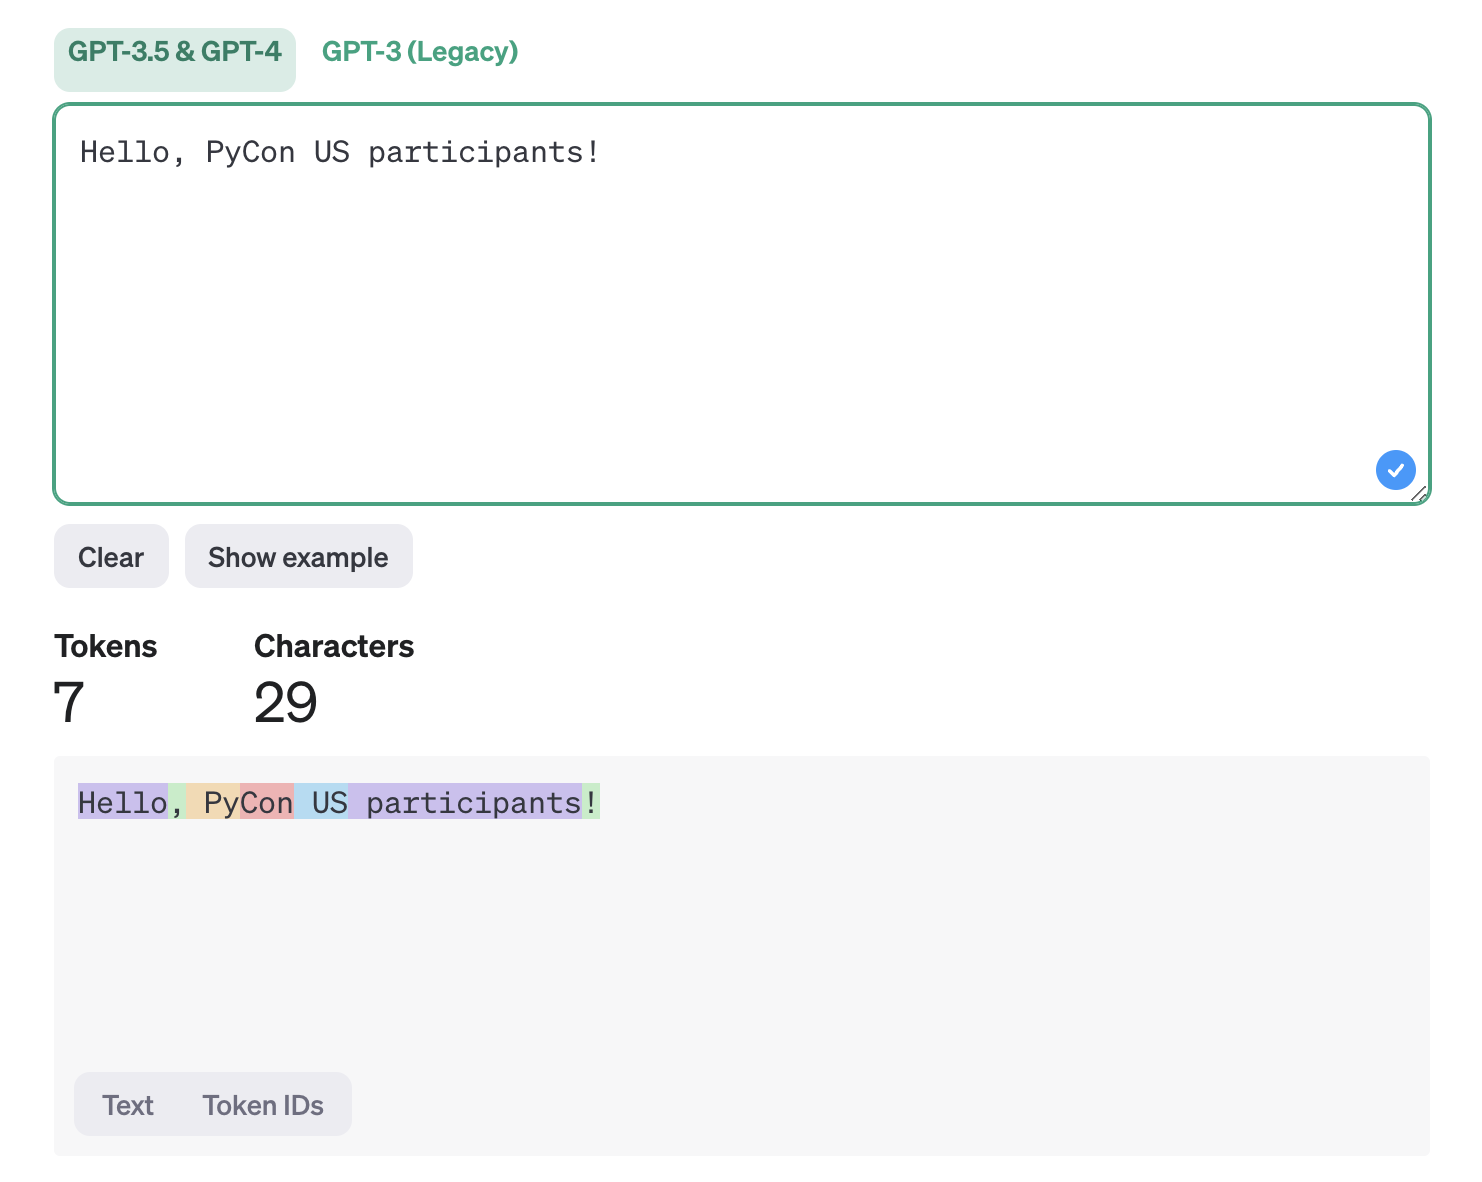 GPT-3.5 & GPT-4 GPT-3 (Legacy)
Hello, PyCon US participants!
Clear Show example
Tokens Characters
7 29
Hello, PyCon US participants!
Text Token IDs